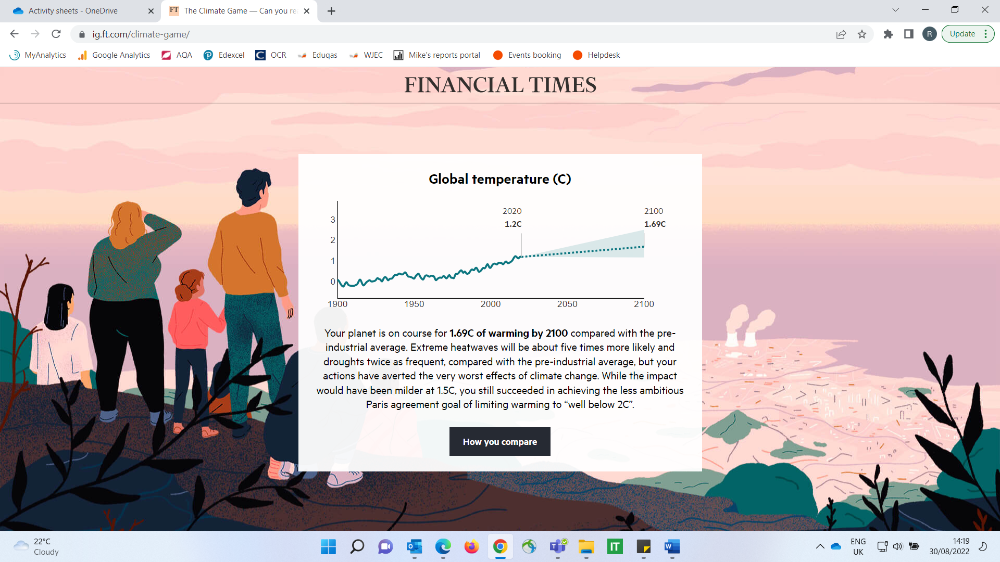 Activity sheets - OneDrive
FT The Climate Game — Can you re
ig.ft.com/climate-game/
R Update
MyAnalytics Google Analytics AQA Edexcel OCR Eduqas WJEC Mike's reports portal Events booking Helpdesk
FINANCIAL TIMES
Global temperature (C)
2020 2100
1.2C 1.69C
3
2
1
0
1900 1950 2000 2050 2100
Your planet is on course for 1.69C of warming by 2100 compared with the pre-
industrial average. Extreme heatwaves will be about five times more likely and
droughts twice as frequent, compared with the pre-industrial average, but your
actions have averted the very worst effects of climate change. While the impact
would have been milder at 1.5C, you still succeeded in achieving the less ambitious
Paris agreement goal of limiting warming to “well below 2C”.
How you compare
22°C
Cloudy
IT
ENG
UK
14:19
30/08/2022